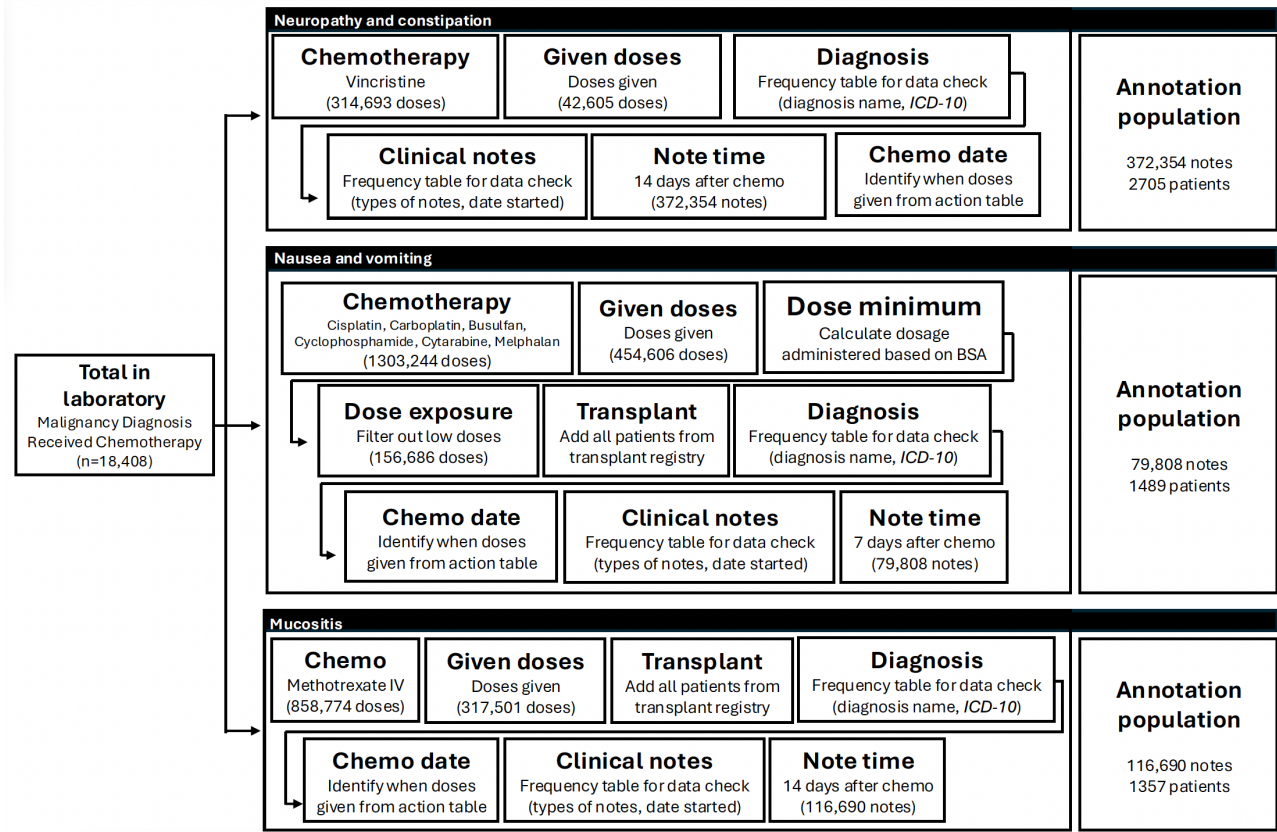 Neuropathy and constipation
Chemotherapy
Vincristine
(314,693 doses)
Given doses
Doses given
(42,605 doses)
Diagnosis
Frequency table for data check
(diagnosis name, ICD-10)
Clinical notes
Frequency table for data check
(types of notes, date started)
Note time
14 days after chemo
(372,354 notes)
Chemo date
Identify when doses
given from action table
Annotation
population
372,354 notes
2705 patients
Total in
laboratory
Malignancy Diagnosis
Received Chemotherapy
(n=18,408)
Nausea and vomiting
Chemotherapy
Cisplatin, Carboplatin, Busulfan,
Cyclophosphamide, Cytarabine, Melphalan
(1303,244 doses)
Given doses
Doses given
(454,606 doses)
Dose minimum
Calculate dosage
administered based on BSA
Dose exposure
Filter out low doses
(156,686 doses)
Transplant
Add all patients from
transplant registry
Diagnosis
Frequency table for data check
(diagnosis name, ICD-10)
Chemo date
Identify when doses
given from action table
Clinical notes
Frequency table for data check
(types of notes, date started)
Note time
7 days after chemo
(79,808 notes)
Annotation
population
79,808 notes
1489 patients
Mucositis
Chemo
Methotrexate IV
(858,774 doses)
Given doses
Doses given
(317,501 doses)
Transplant
Add all patients from
transplant registry
Diagnosis
Frequency table for data check
(diagnosis name, ICD-10)
Chemo date
Identify when doses
given from action table
Clinical notes
Frequency table for data check
(types of notes, date started)
Note time
14 days after chemo
(116,690 notes)
Annotation
population
116,690 notes
1357 patients